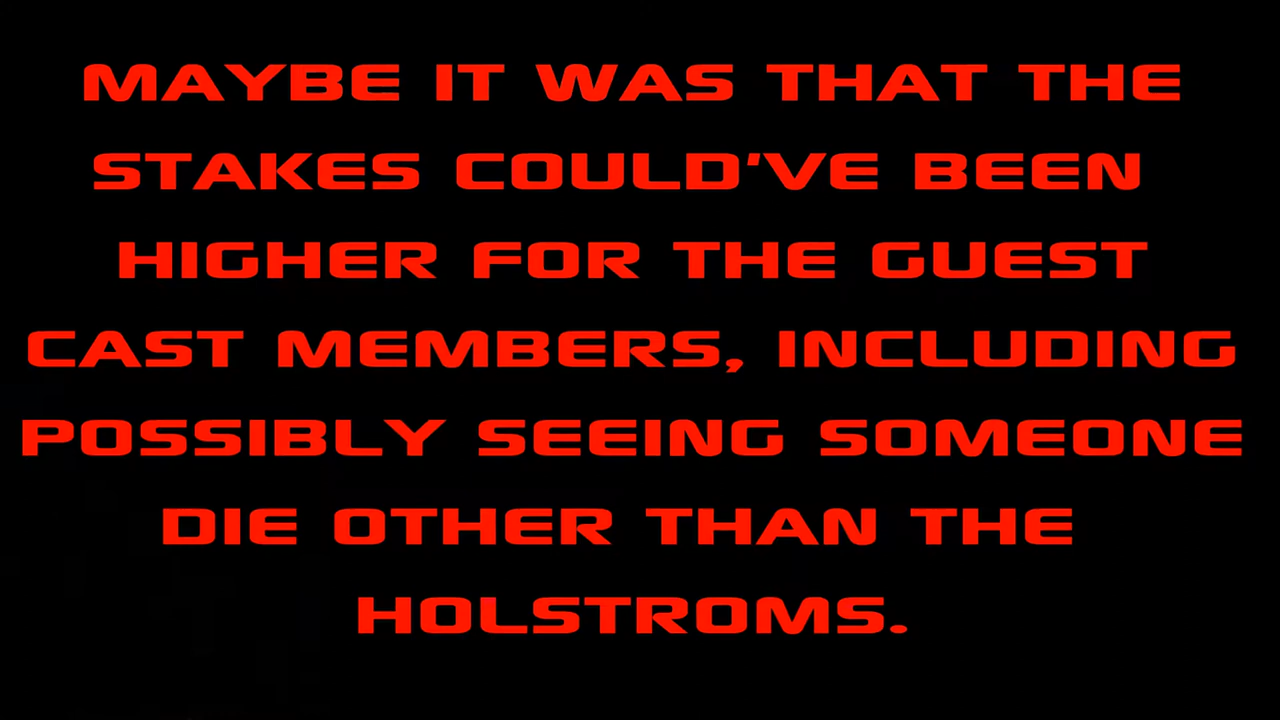 MAYBE IT WAS THAT THE
STAKES COULD'VE BEEN
HIGHER FOR THE GUEST
CAST MEMBERS, INCLUDING
POSSIBLY SEEING SOMEONE
DIE OTHER THAN THE
HOLSTROMS.